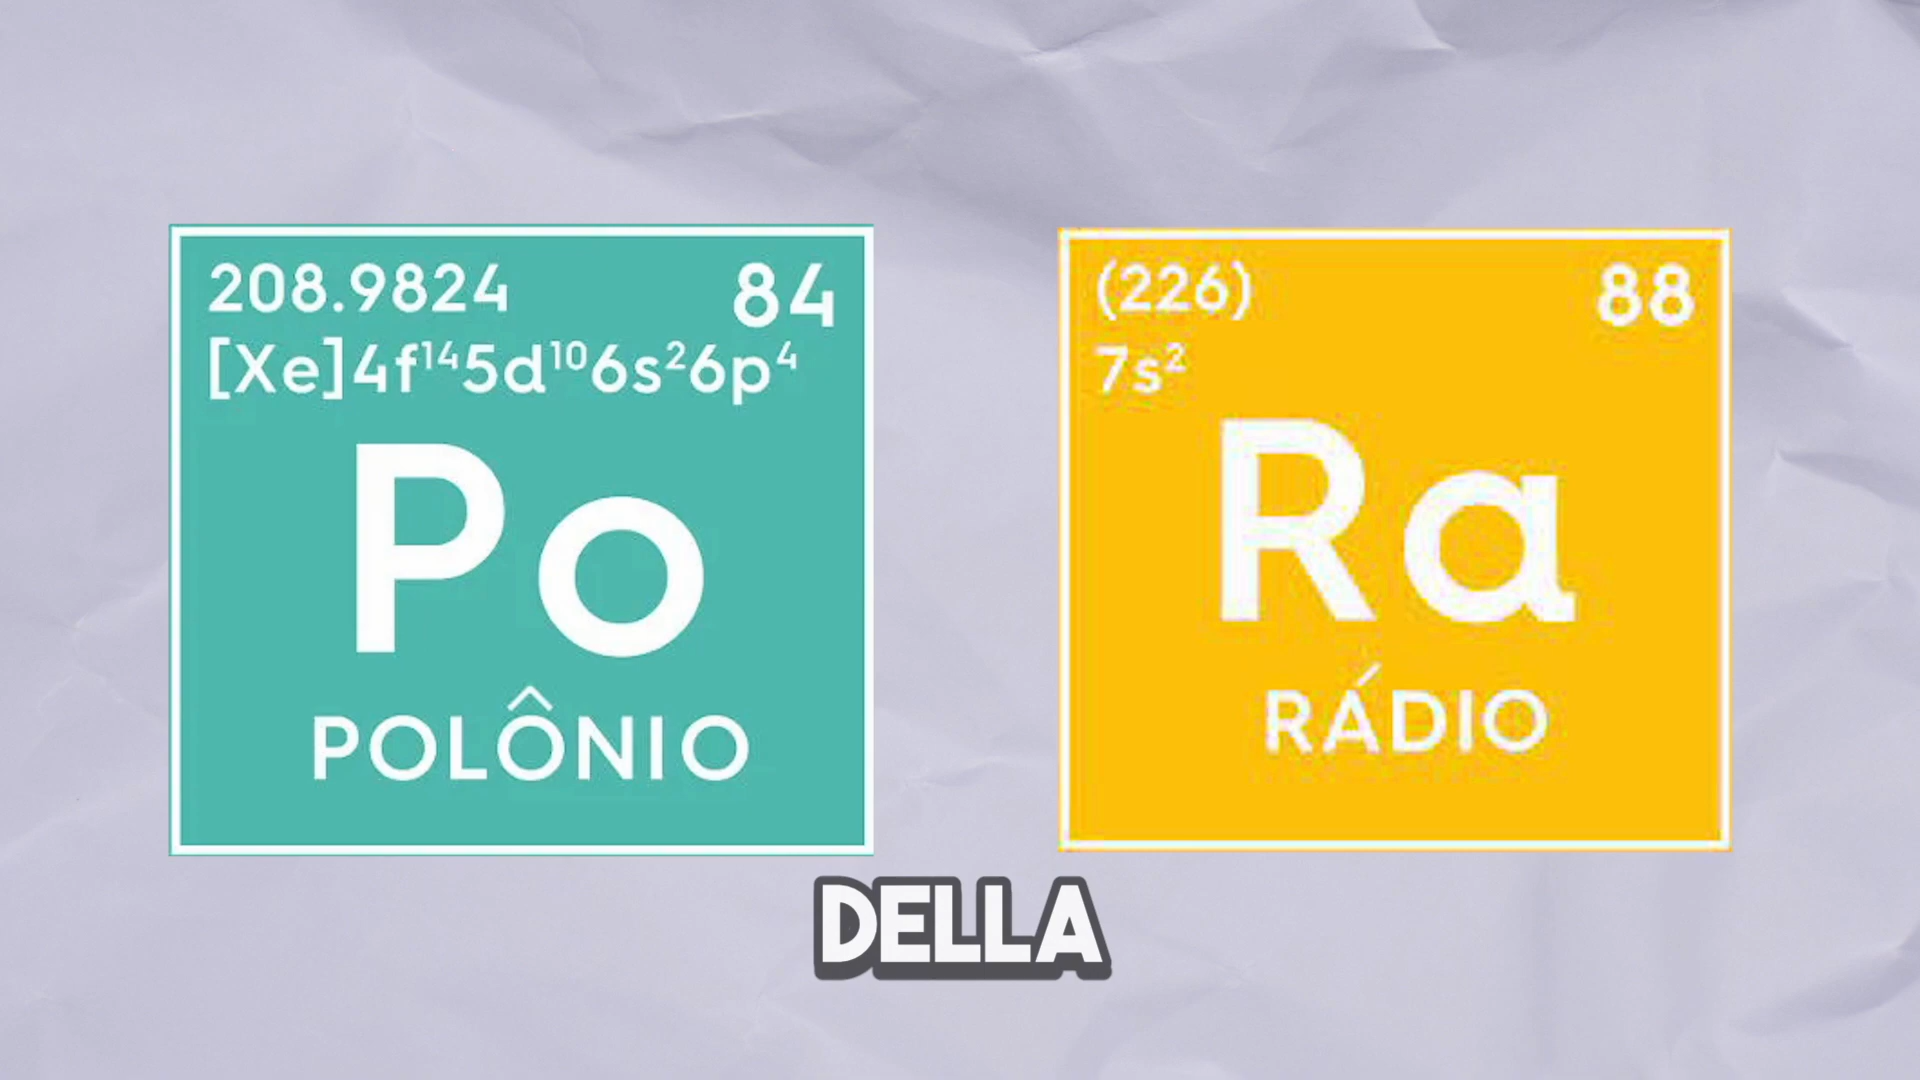 208.9824 84
[Xe]4f¹⁴5d¹⁰6s²6p⁴
Po
POLÔNIO
(226) 88
7s²
Ra
RÁDIO
DELLA